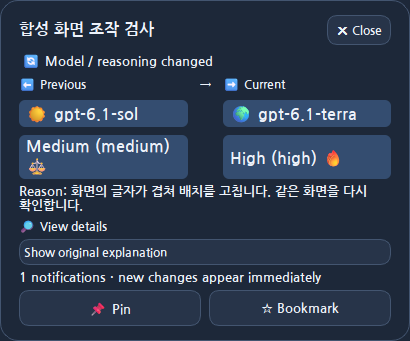 합성 화면 조작 검사
❌ Close
🔄 Model / reasoning changed
⬅️ Previous → ➡️ Current
☀️ gpt-6.1-sol 🌍 gpt-6.1-terra
Medium (medium) ⚖️ High (high) 🔥
Reason: 화면의 글자가 겹쳐 배치를 고칩니다. 같은 화면을 다시
확인합니다.
🔎 View details
Show original explanation
1 notifications · new changes appear immediately
📌 Pin ☆ Bookmark